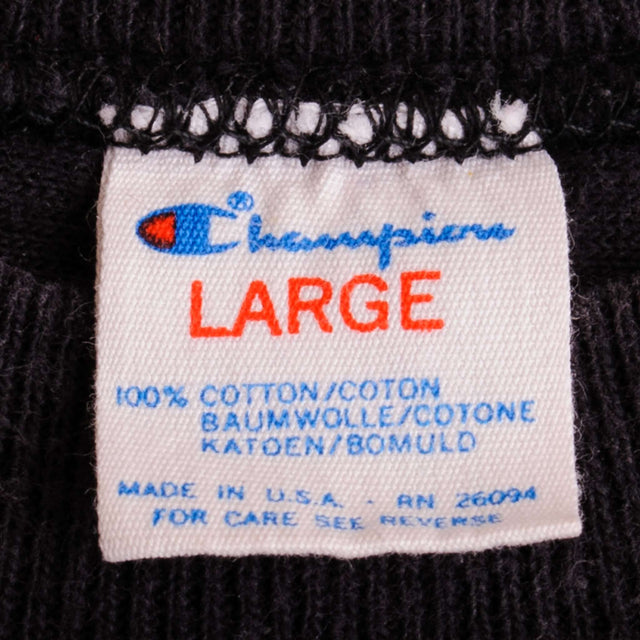 Champion®
LARGE
100% COTTON/COTON
BAUMWOLLE/COTONE
KATOEN/BOMULD
MADE IN U.S.A. - RN 26094
FOR CARE SEE REVERSE